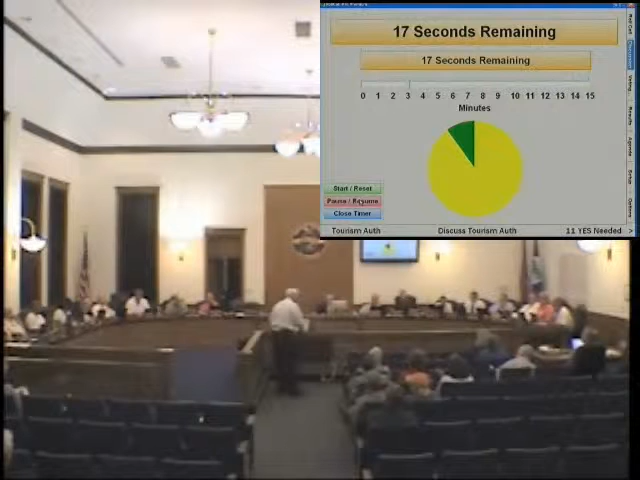 17 Seconds Remaining
17 Seconds Remaining
0 1 2 3 4 5 6 7 8 9 10 11 12 13 14 15
Minutes
Start / Reset
Pause / Resume
Close Timer
Tourism Auth
Discuss Tourism Auth
11 YES Needed